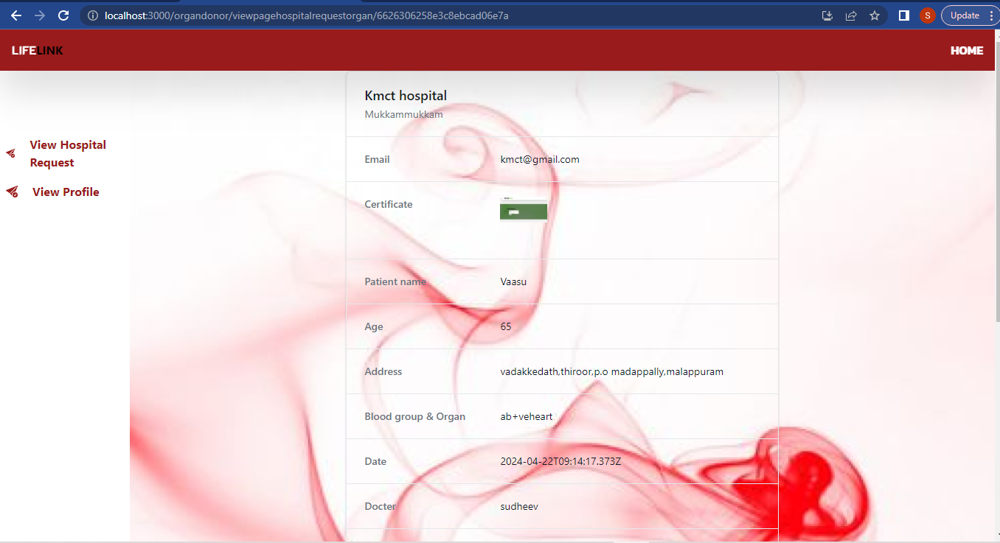 localhost:3000/organdonor/viewpagehospitalrequestorgan/6626306258e3c8ebcad06e7a
S
Update
LIFELINK
HOME
View Hospital
Request
View Profile
Kmct hospital
Mukkammukkam
Email kmct@gmail.com
Certificate
Patient name Vaasu
Age 65
Address vadakkedath,thiroor,p.o madappally,malappuram
Blood group & Organ ab+veheart
Date 2024-04-22T09:14:17.373Z
Docter sudheev